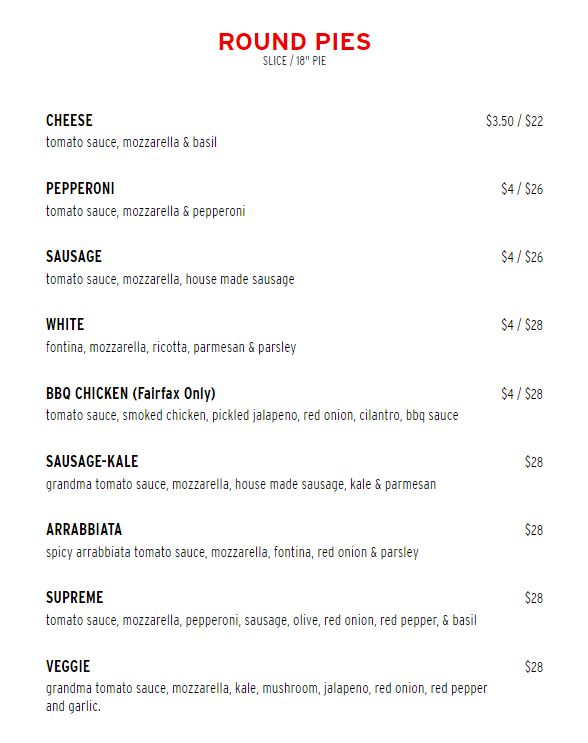 ROUND PIES
SLICE / 18" PIE
CHEESE $3.50 / $22
tomato sauce, mozzarella & basil
PEPPERONI $4 / $26
tomato sauce, mozzarella & pepperoni
SAUSAGE $4 / $26
tomato sauce, mozzarella, house made sausage
WHITE $4 / $28
fontina, mozzarella, ricotta, parmesan & parsley
BBQ CHICKEN (Fairfax Only) $4 / $28
tomato sauce, smoked chicken, pickled jalapeno, red onion, cilantro, bbq sauce
SAUSAGE-KALE $28
grandma tomato sauce, mozzarella, house made sausage, kale & parmesan
ARRABBIATA $28
spicy arrabbiata tomato sauce, mozzarella, fontina, red onion & parsley
SUPREME $28
tomato sauce, mozzarella, pepperoni, sausage, olive, red onion, red pepper, & basil
VEGGIE $28
grandma tomato sauce, mozzarella, kale, mushroom, jalapeno, red onion, red pepper
and garlic.